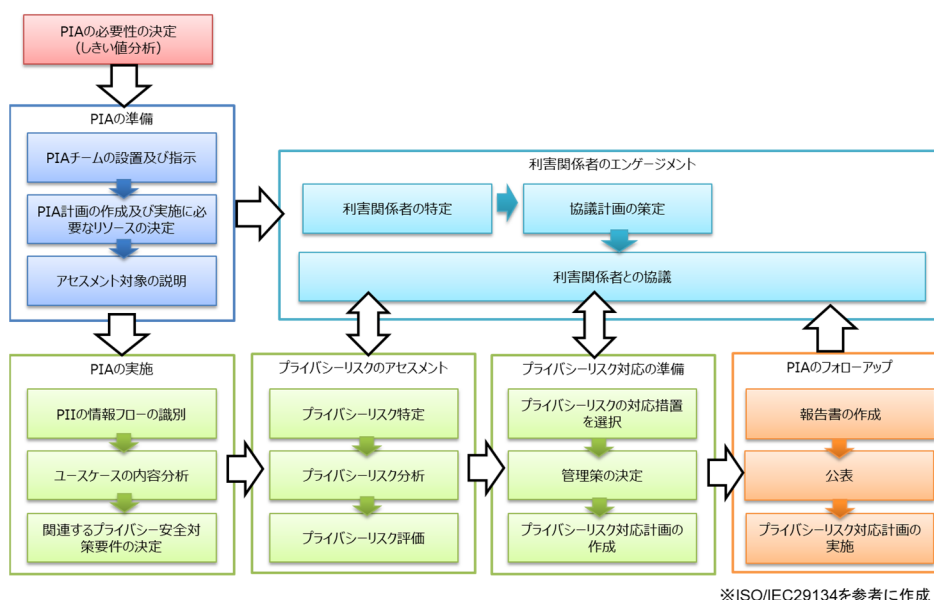 PIAの必要性の決定
(しきい値分析)
PIAの準備
PIAチームの設置及び指示
PIA計画の作成及び実施に必
要なリソースの決定
アセスメント対象の説明
利害関係者のエンゲージメント
利害関係者の特定
協議計画の策定
利害関係者との協議
PIAの実施
PIIの情報フローの識別
ユースケースの内容分析
関連するプライバシー安全対
策要件の決定
プライバシーリスクのアセスメント
プライバシーリスク特定
プライバシーリスク分析
プライバシーリスク評価
プライバシーリスク対応の準備
プライバシーリスクの対応措置
を選択
管理策の決定
プライバシーリスク対応計画の
作成
PIAのフォローアップ
報告書の作成
公表
プライバシーリスク対応計画の
実施
※ISO/IEC29134を参考に作成